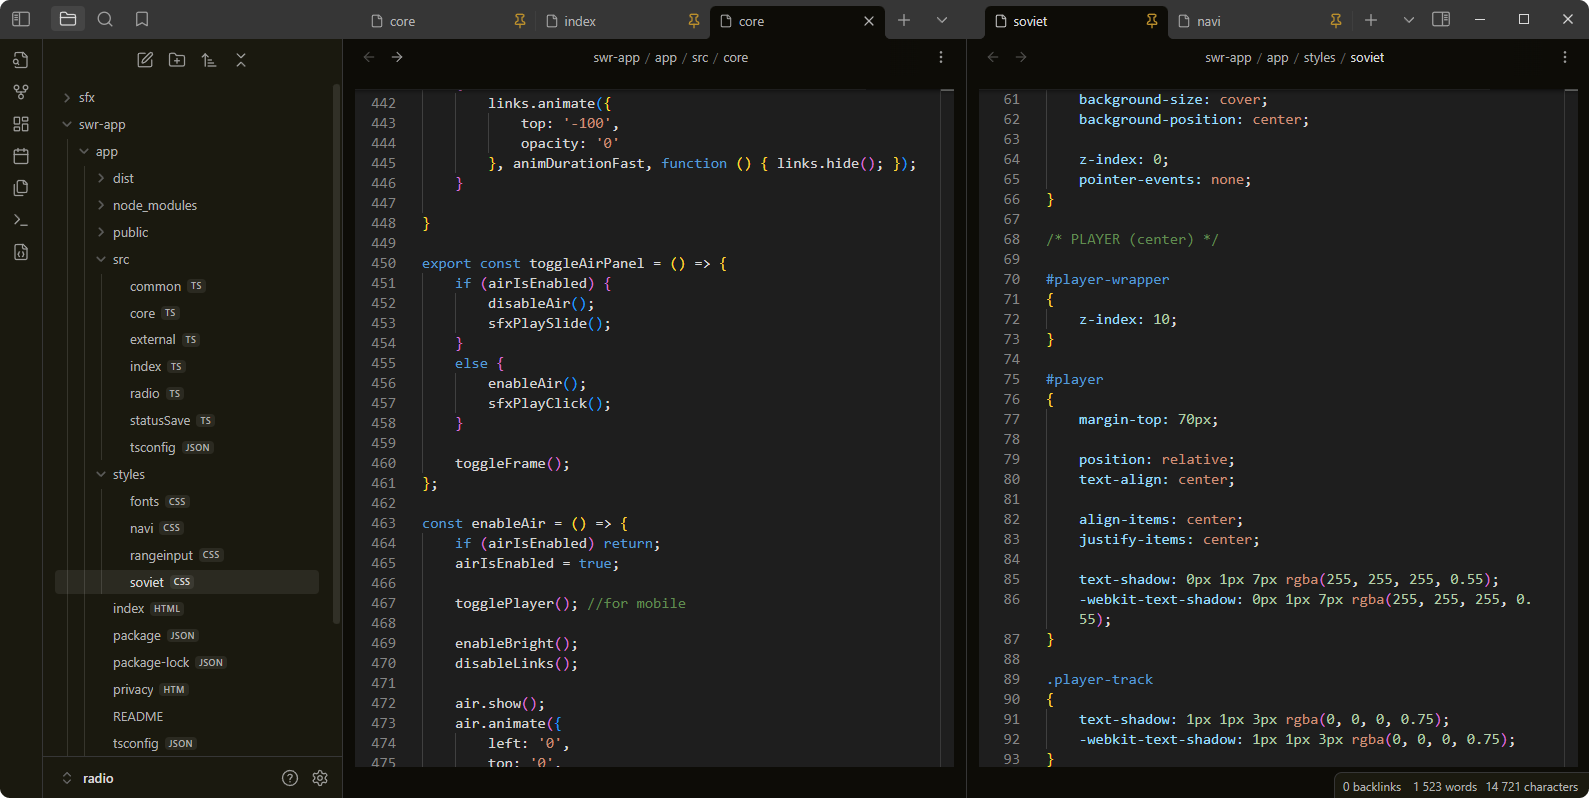 core
index
core
soviet
navi
sfx
swr-app
app
dist
node_modules
public
src
common TS
core TS
external TS
index TS
radio TS
statusSave TS
tsconfig JSON
styles
fonts CSS
navi CSS
rangeinput CSS
soviet CSS
index HTML
package JSON
package-lock JSON
privacy HTM
README
tsconfig JSON
radio
swr-app / app / src / core
442 links.animate({
443 top: '-100',
444 opacity: '0'
445 }, animDurationFast, function () { links.hide(); });
446 }
447
448 }
449
450 export const toggleAirPanel = () => {
451 if (airIsEnabled) {
452 disableAir();
453 sfxPlaySlide();
454 }
455 else {
456 enableAir();
457 sfxPlayClick();
458 }
459
460 toggleFrame();
461 };
462
463 const enableAir = () => {
464 if (airIsEnabled) return;
465 airIsEnabled = true;
466
467 togglePlayer(); //for mobile
468
469 enableBright();
470 disableLinks();
471
472 air.show();
473 air.animate({
474 left: '0',
475 top: '0',
swr-app / app / styles / soviet
61 background-size: cover;
62 background-position: center;
63
64 z-index: 0;
65 pointer-events: none;
66 }
67
68 /* PLAYER (center) */
69
70 #player-wrapper
71 {
72 z-index: 10;
73 }
74
75 #player
76 {
77 margin-top: 70px;
78
79 position: relative;
80 text-align: center;
81
82 align-items: center;
83 justify-items: center;
84
85 text-shadow: 0px 1px 7px rgba(255, 255, 255, 0.55);
86 -webkit-text-shadow: 0px 1px 7px rgba(255, 255, 255, 0.
55);
87 }
88
89 .player-track
90 {
91 text-shadow: 1px 1px 3px rgba(0, 0, 0, 0.75);
92 -webkit-text-shadow: 1px 1px 3px rgba(0, 0, 0, 0.75);
93 }
0 backlinks 1 523 words 14 721 characters